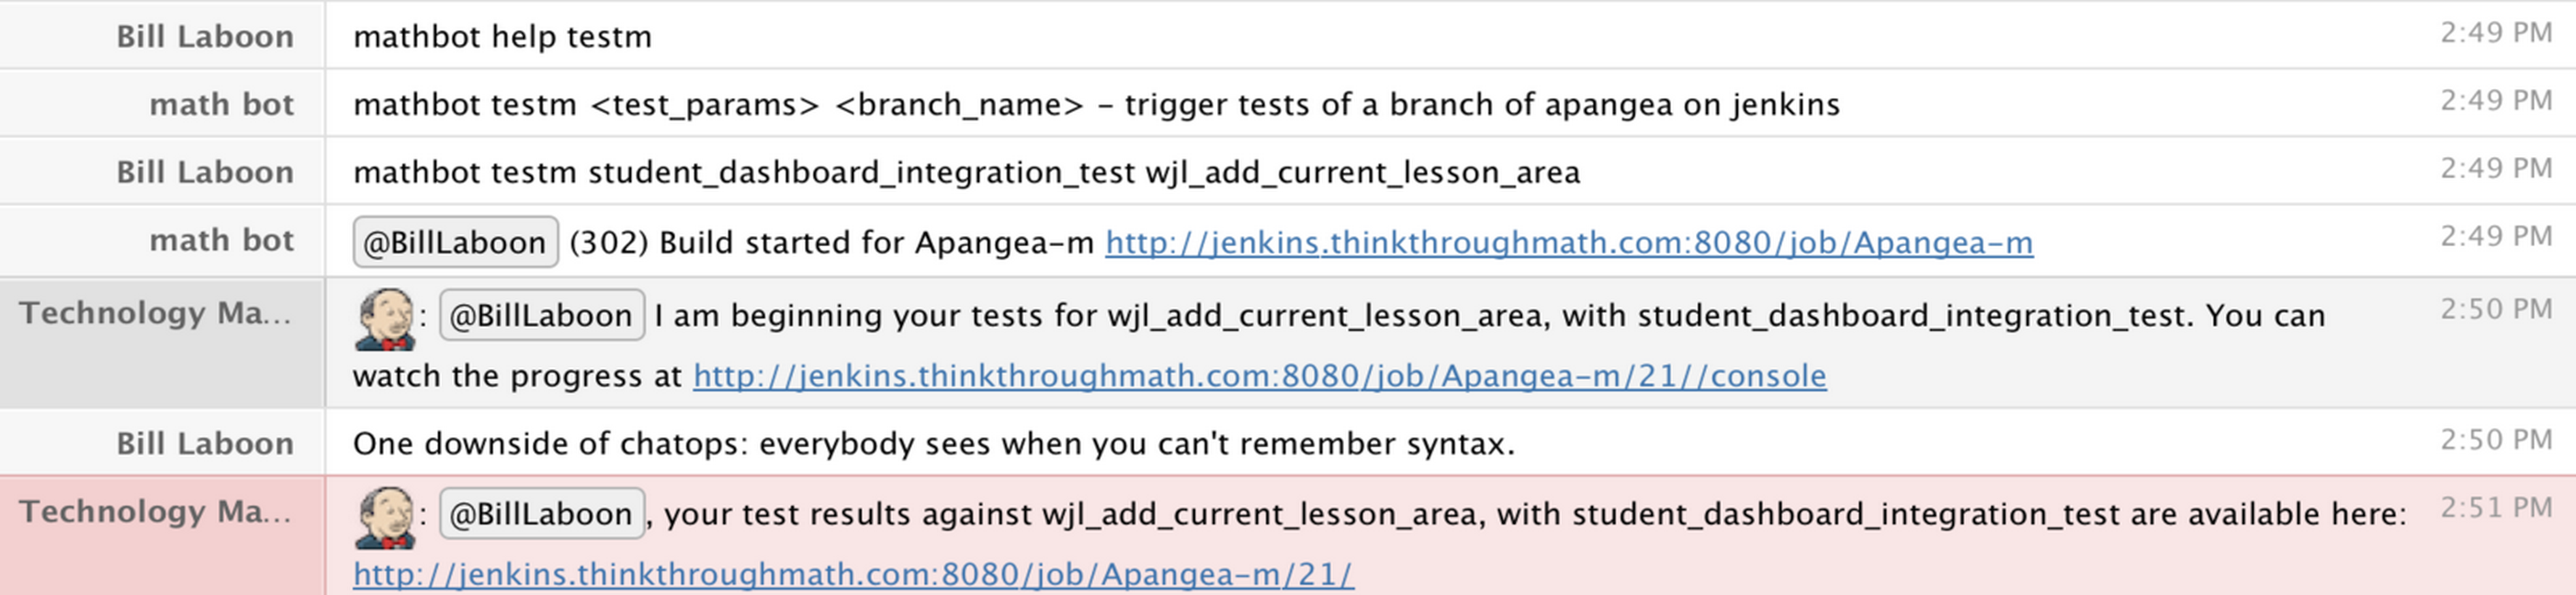 Bill Laboon mathbot help testm 2:49 PM
math bot mathbot testm <test_params> <branch_name> – trigger tests of a branch of apangea on jenkins 2:49 PM
Bill Laboon mathbot testm student_dashboard_integration_test wjl_add_current_lesson_area 2:49 PM
math bot @BillLaboon (302) Build started for Apangea-m http://jenkins.thinkthroughmath.com:8080/job/Apangea-m 2:49 PM
Technology Ma... : @BillLaboon I am beginning your tests for wjl_add_current_lesson_area, with student_dashboard_integration_test. You can 2:50 PM
watch the progress at http://jenkins.thinkthroughmath.com:8080/job/Apangea-m/21//console
Bill Laboon One downside of chatops: everybody sees when you can't remember syntax. 2:50 PM
Technology Ma... : @BillLaboon, your test results against wjl_add_current_lesson_area, with student_dashboard_integration_test are available here: 2:51 PM
http://jenkins.thinkthroughmath.com:8080/job/Apangea-m/21/